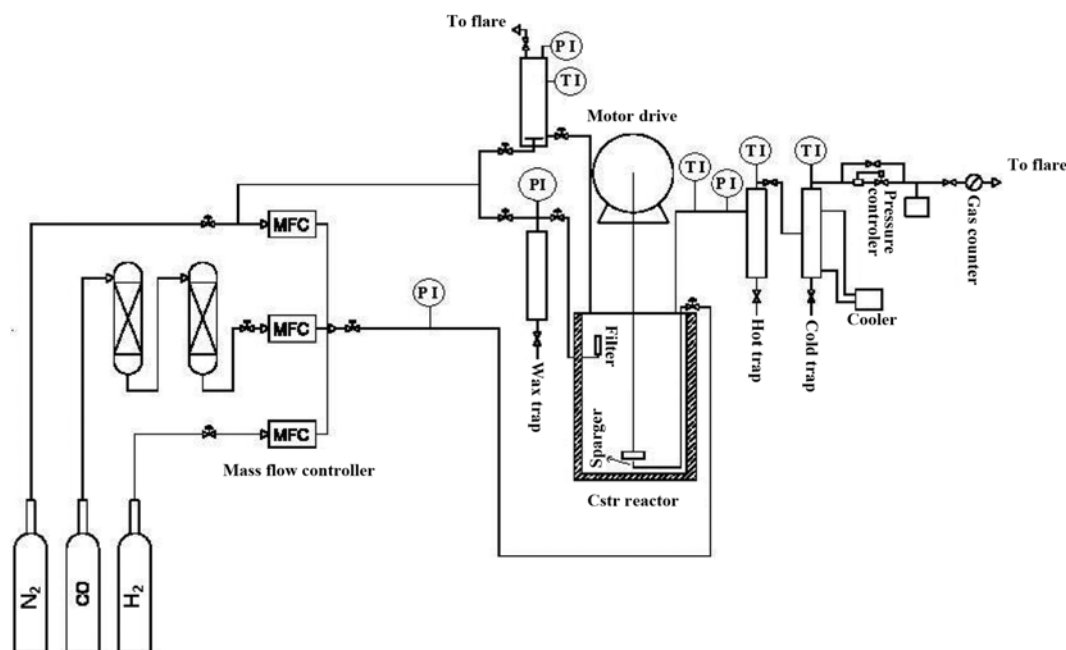 To flare
PI
TI
Motor drive
PI
TI
PI
TI
TI
To flare
Pressure
controler
Gas counter
MFC
MFC
MFC
PI
Mass flow controller
Wax trap
Filter
Sparger
Cstr reactor
Hot trap
Cold trap
Cooler
N2
CO
H2